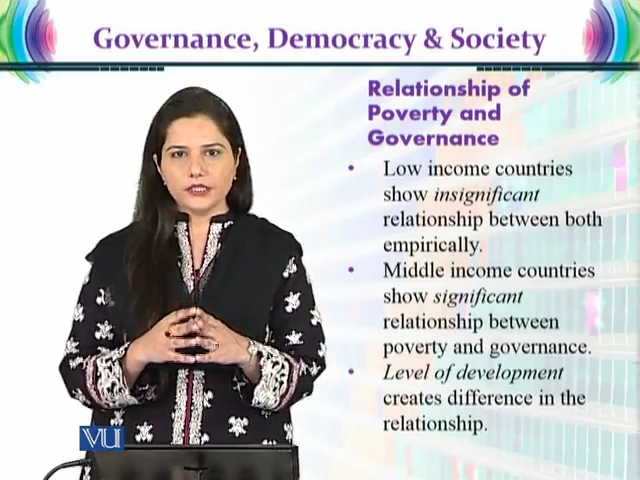 Governance, Democracy & Society
Relationship of
Poverty and
Governance
• Low income countries
show insignificant
relationship between both
empirically.
• Middle income countries
show significant
relationship between
poverty and governance.
• Level of development
creates difference in the
relationship.
VU